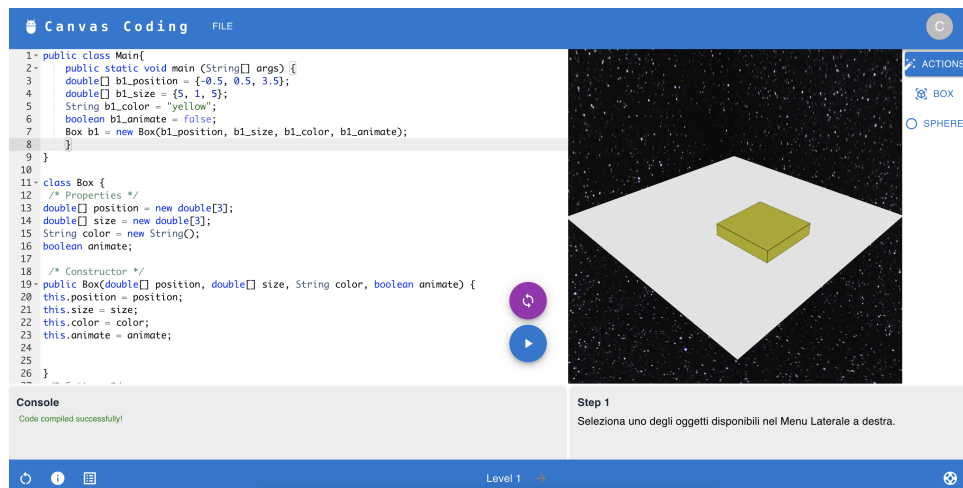 Canvas Coding FILE C
1 public class Main{
2 public static void main (String[] args) {
3 double[] b1_position = {-0.5, 0.5, 3.5};
4 double[] b1_size = {5, 1, 5};
5 String b1_color = "yellow";
6 boolean b1_animate = false;
7 Box b1 = new Box(b1_position, b1_size, b1_color, b1_animate);
8 }
9 }
10
11 class Box {
12 /* Properties */
13 double[] position = new double[3];
14 double[] size = new double[3];
15 String color = new String();
16 boolean animate;
17
18 /* Constructor */
19 public Box(double[] position, double[] size, String color, boolean animate) {
20 this.position = position;
21 this.size = size;
22 this.color = color;
23 this.animate = animate;
24
25
26 }
ACTIONS
BOX
SPHERE
Console
Code compiled successfully!
Step 1
Seleziona uno degli oggetti disponibili nel Menu Laterale a destra.
Level 1